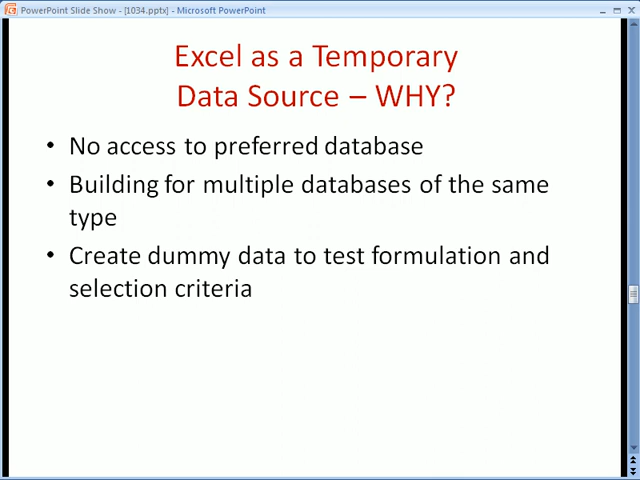 PowerPoint Slide Show - [1034.pptx] - Microsoft PowerPoint
Excel as a Temporary
Data Source – WHY?
• No access to preferred database
• Building for multiple databases of the same
type
• Create dummy data to test formulation and
selection criteria